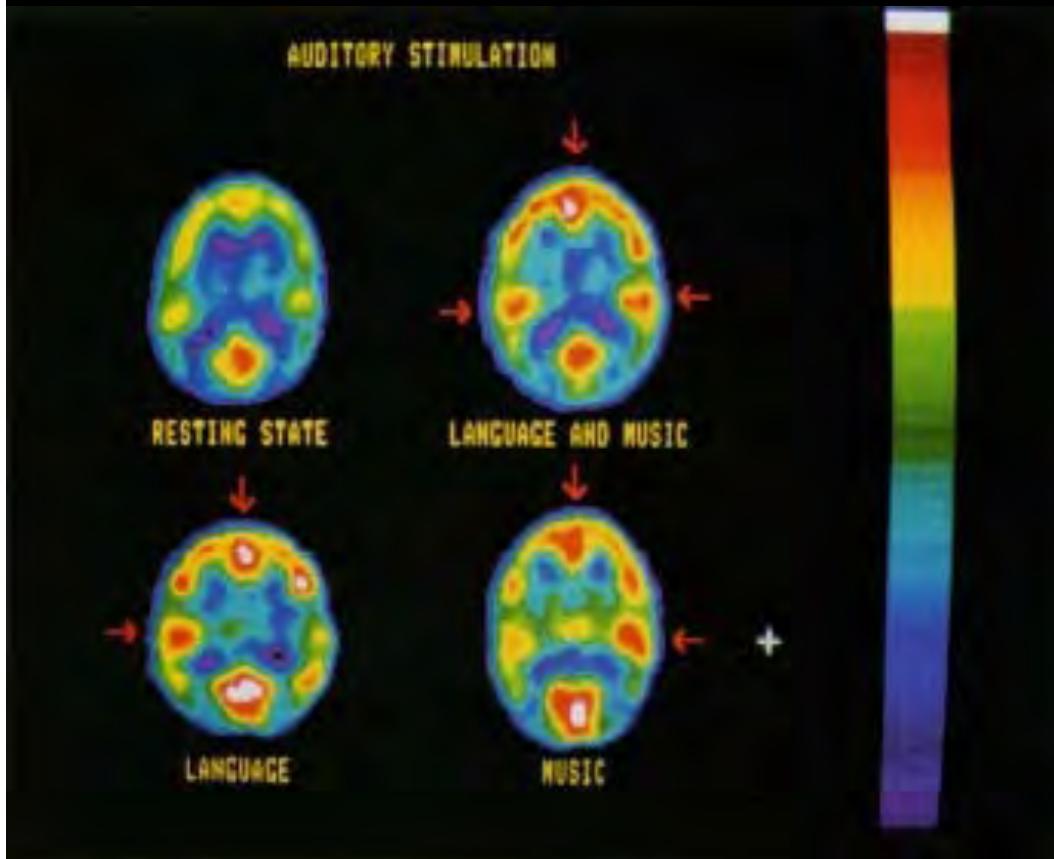 AUDITORY STIMULATION
RESTING STATE
LANGUAGE AND MUSIC
LANGUAGE
MUSIC